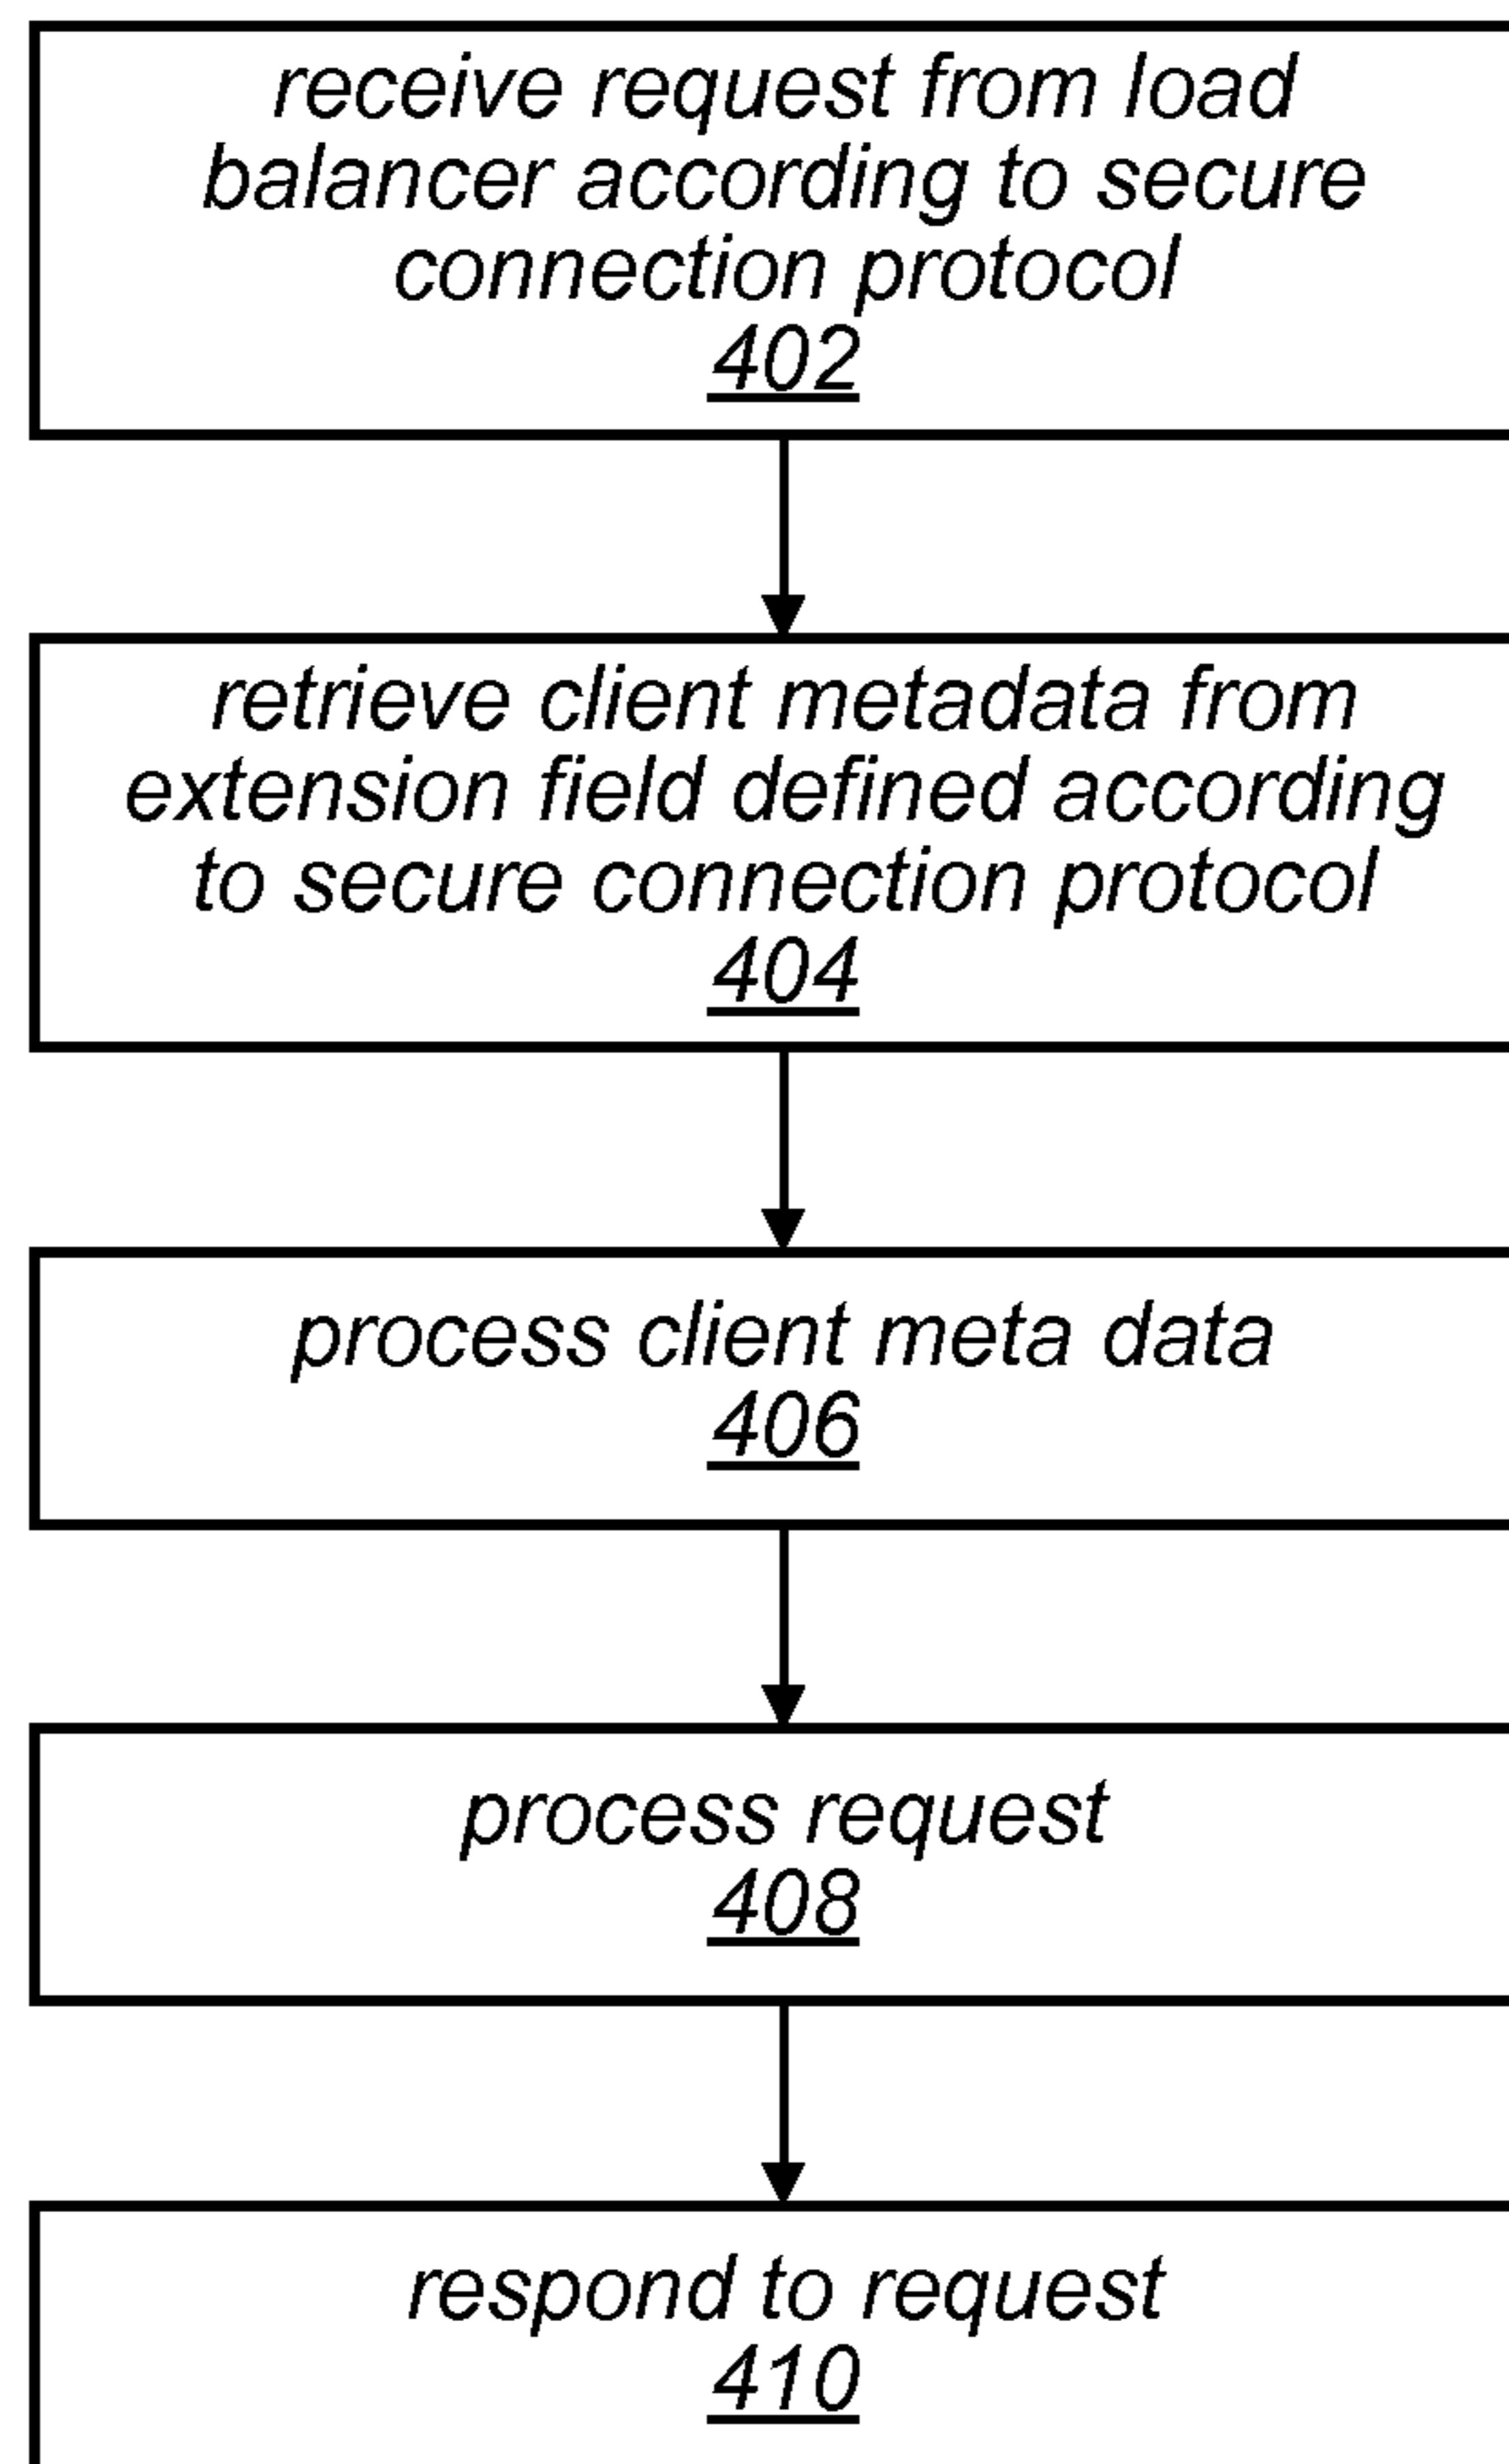 receive request from load
balancer according to secure
connection protocol
402
retrieve client metadata from
extension field defined according
to secure connection protocol
404
process client meta data
406
process request
408
respond to request
410